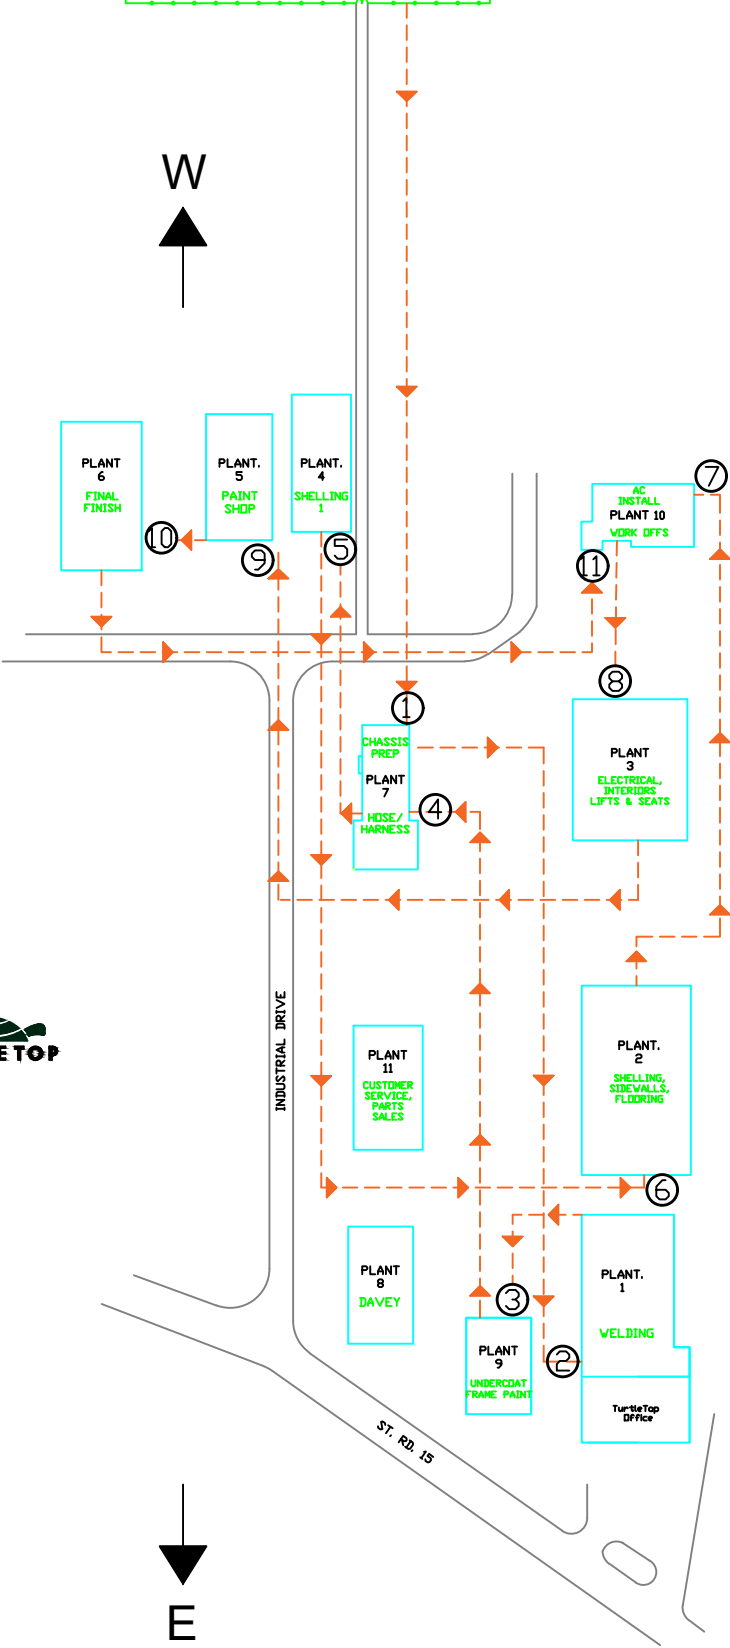 W
PLANT
6
FINAL
FINISH
PLANT.
5
PAINT
SHOP
PLANT.
4
SHELLING
1
7
AC
INSTALL
PLANT 10
WORK OFFS
10
9
5
11
8
1
CHASSIS
PREP
PLANT
7
HOSE/
HARNESS
4
PLANT
3
ELECTRICAL,
INTERIORS
LIFTS & SEATS
INDUSTRIAL DRIVE
E TOP
PLANT
11
CUSTOMER
SERVICE,
PARTS
SALES
PLANT.
2
SHELLING,
SIDEWALLS,
FLOORING
6
PLANT
8
DAVEY
3
PLANT.
1
WELDING
2
PLANT
9
UNDERCOAT
FRAME PAINT
TurtleTop
Office
ST. RD. 15
E